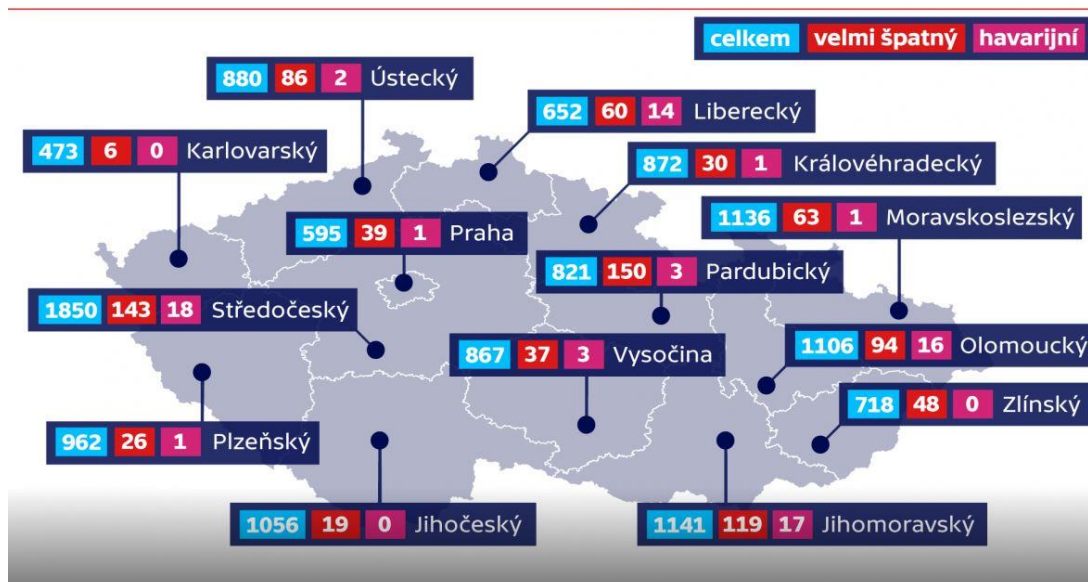 celkem velmi špatný havarijní
880 86 2 Ústecký
652 60 14 Liberecký
473 6 0 Karlovarský
872 30 1 Královéhradecký
1136 63 1 Moravskoslezský
595 39 1 Praha
821 150 3 Pardubický
1850 143 18 Středočeský
867 37 3 Vysočina
1106 94 16 Olomoucký
718 48 0 Zlínský
962 26 1 Plzeňský
1056 19 0 Jihočeský
1141 119 17 Jihomoravský